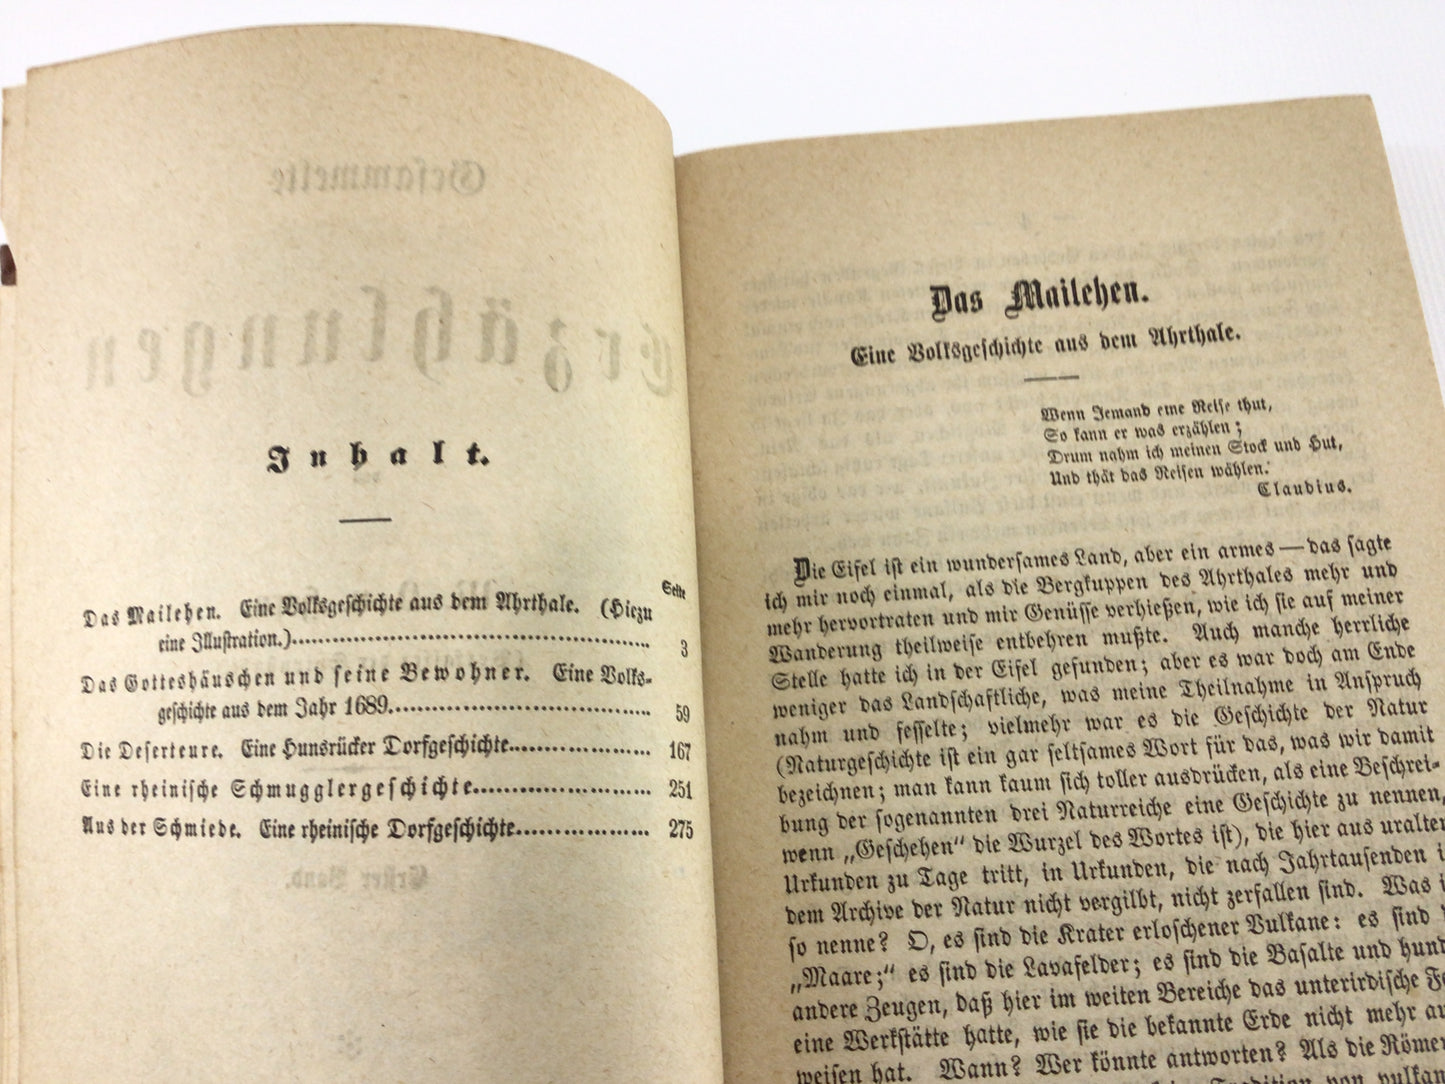 Inhalt.
Seite
Das Mailehen. Eine Volksgeschichte aus dem Ahrthale. (Hiezu
eine Illustration.) 3
Das Gotteshäuschen und seine Bewohner. Eine Volks-
geschichte aus dem Jahr 1689. 59
Die Deserteure. Eine Hunsrücker Dorfgeschichte 167
Eine rheinische Schmugglergeschichte 251
Aus der Schmiede. Eine rheinische Dorfgeschichte 275
Gesammelte
Erzählungen
Erster Band.
Das Mailehen.
Eine Volksgeschichte aus dem Ahrthale.
Wenn Jemand eine Reise thut,
So kann er was erzählen;
Drum nahm ich meinen Stock und Hut,
Und thät das Reisen wählen.
Claudius.
Die Eifel ist ein wundersames Land, aber ein armes — das sagte
ich mir noch einmal, als die Bergkuppen des Ahrthales mehr und
mehr hervortraten und mir Genüsse verhießen, wie ich sie auf meiner
Wanderung theilweise entbehren mußte. Auch manche herrliche
Stelle hatte ich in der Eifel gefunden; aber es war doch am Ende
weniger das Landschaftliche, was meine Theilnahme in Anspruch
nahm und fesselte; vielmehr war es die Geschichte der Natur
(Naturgeschichte ist ein gar seltsames Wort für das, was wir damit
bezeichnen; man kann kaum sich toller ausdrücken, als eine Beschrei-
bung der sogenannten drei Naturreiche eine Geschichte zu nennen,
wenn „Geschehen“ die Wurzel des Wortes ist), die hier aus uralten
Urkunden zu Tage tritt, in Urkunden, die nach Jahrtausenden i
dem Archive der Natur nicht vergilbt, nicht zerfallen sind. Was i
so nenne? O, es sind die Krater erloschener Vulkane: es sind d
„Maare;“ es sind die Lavafelder; es sind die Basalte und hund
andere Zeugen, daß hier im weiten Bereiche das unterirdische Fe
eine Werkstätte hatte, wie sie die bekannte Erde nicht mehr au
weisen hat. Wann? Wer könnte antworten? Als die Römer
Tradition von vulkan